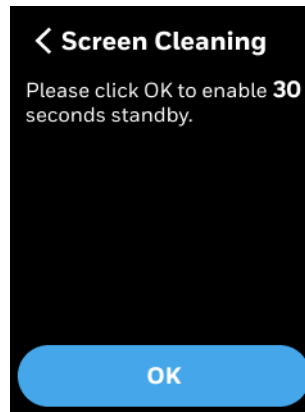 Screen Cleaning
Please click OK to enable 30
seconds standby.
OK